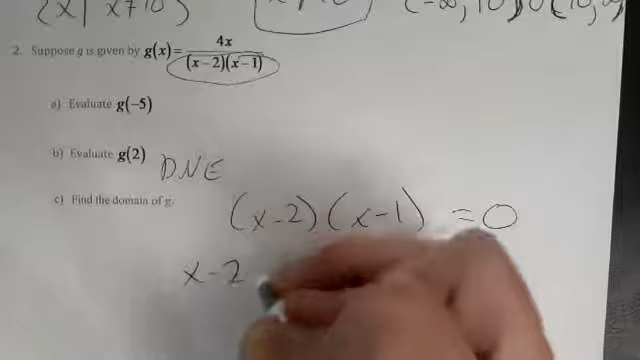 {x | x≠10}
(-∞, 10)∪(10, ∞
2. Suppose g is given by g(x)= 4x / (x−2)(x−1)
a) Evaluate g(−5)
b) Evaluate g(2) DNE
c) Find the domain of g.
(x-2)(x-1) = 0
x-2